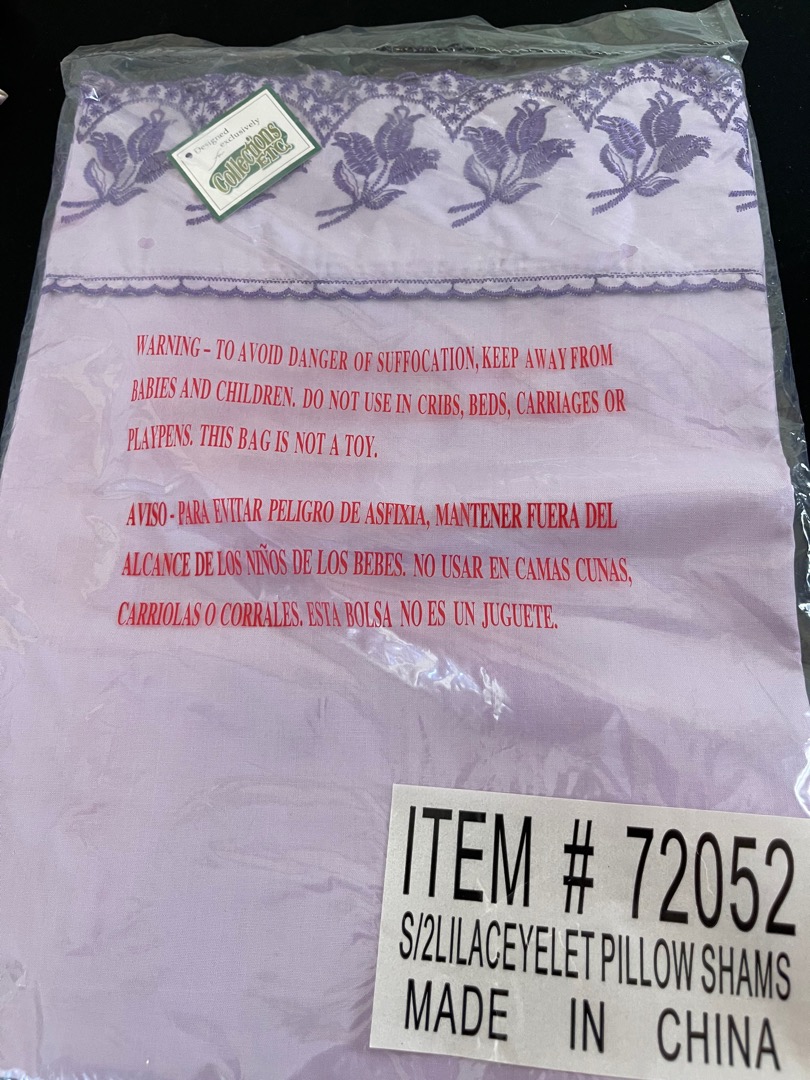 Designed
exclusively
for
Collections
ETC.
WARNING – TO AVOID DANGER OF SUFFOCATION, KEEP AWAY FROM
BABIES AND CHILDREN. DO NOT USE IN CRIBS, BEDS, CARRIAGES OR
PLAYPENS. THIS BAG IS NOT A TOY.
AVISO - PARA EVITAR PELIGRO DE ASFIXIA, MANTENER FUERA DEL
ALCANCE DE LOS NIÑOS DE LOS BEBES. NO USAR EN CAMAS CUNAS,
CARRIOLAS O CORRALES. ESTA BOLSA NO ES UN JUGUETE.
ITEM # 72052
S/2LILACEYELET PILLOW SHAMS
MADE IN CHINA